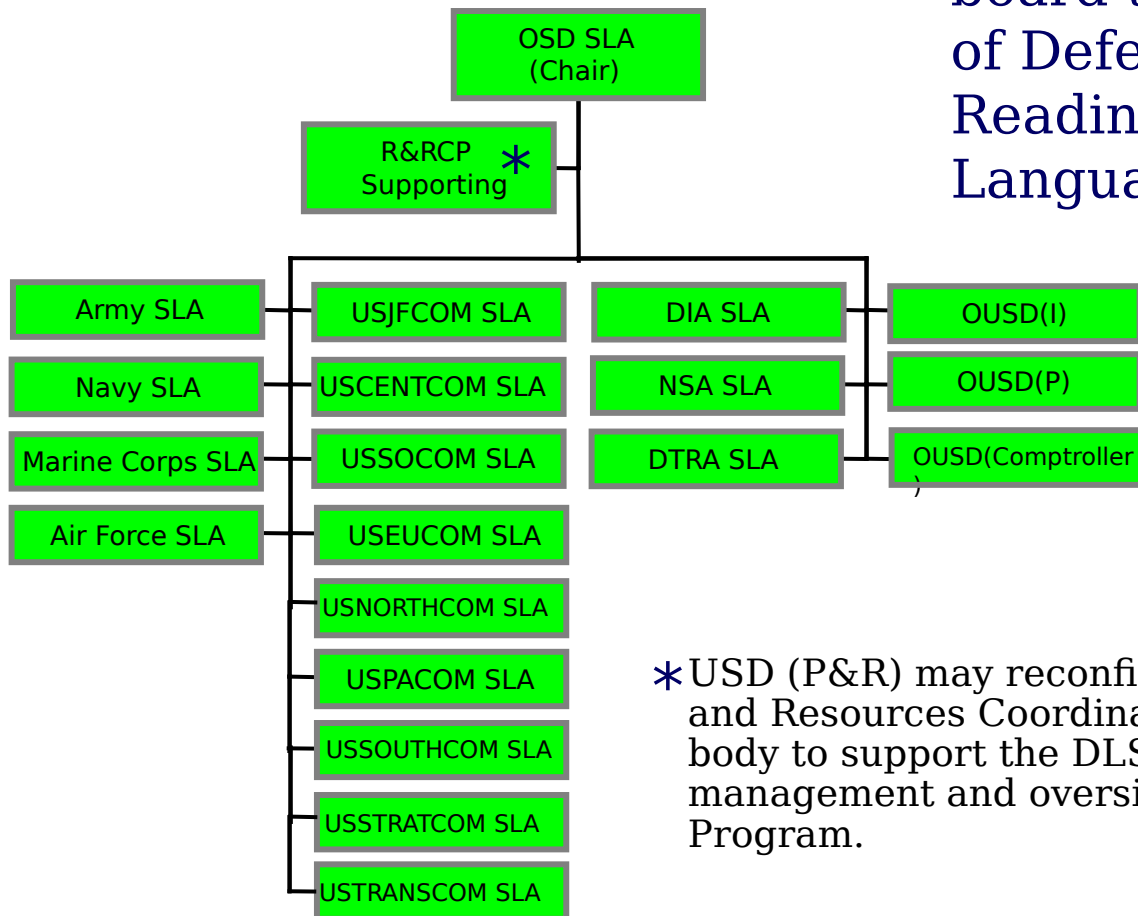 OSD SLA
(Chair)
of Defe
Readin
Langua
R&RCP *
Supporting
Army SLA
Navy SLA
Marine Corps SLA
Air Force SLA
USJFCOM SLA
USCENTCOM SLA
USSOCOM SLA
USEUCOM SLA
USNORTHCOM SLA
USPACOM SLA
USSOUTHCOM SLA
USSTRATCOM SLA
USTRANSCOM SLA
DIA SLA
NSA SLA
DTRA SLA
OUSD(I)
OUSD(P)
OUSD(Comptroller
)
* USD (P&R) may reconfi
and Resources Coordina
body to support the DLS
management and oversi
Program.